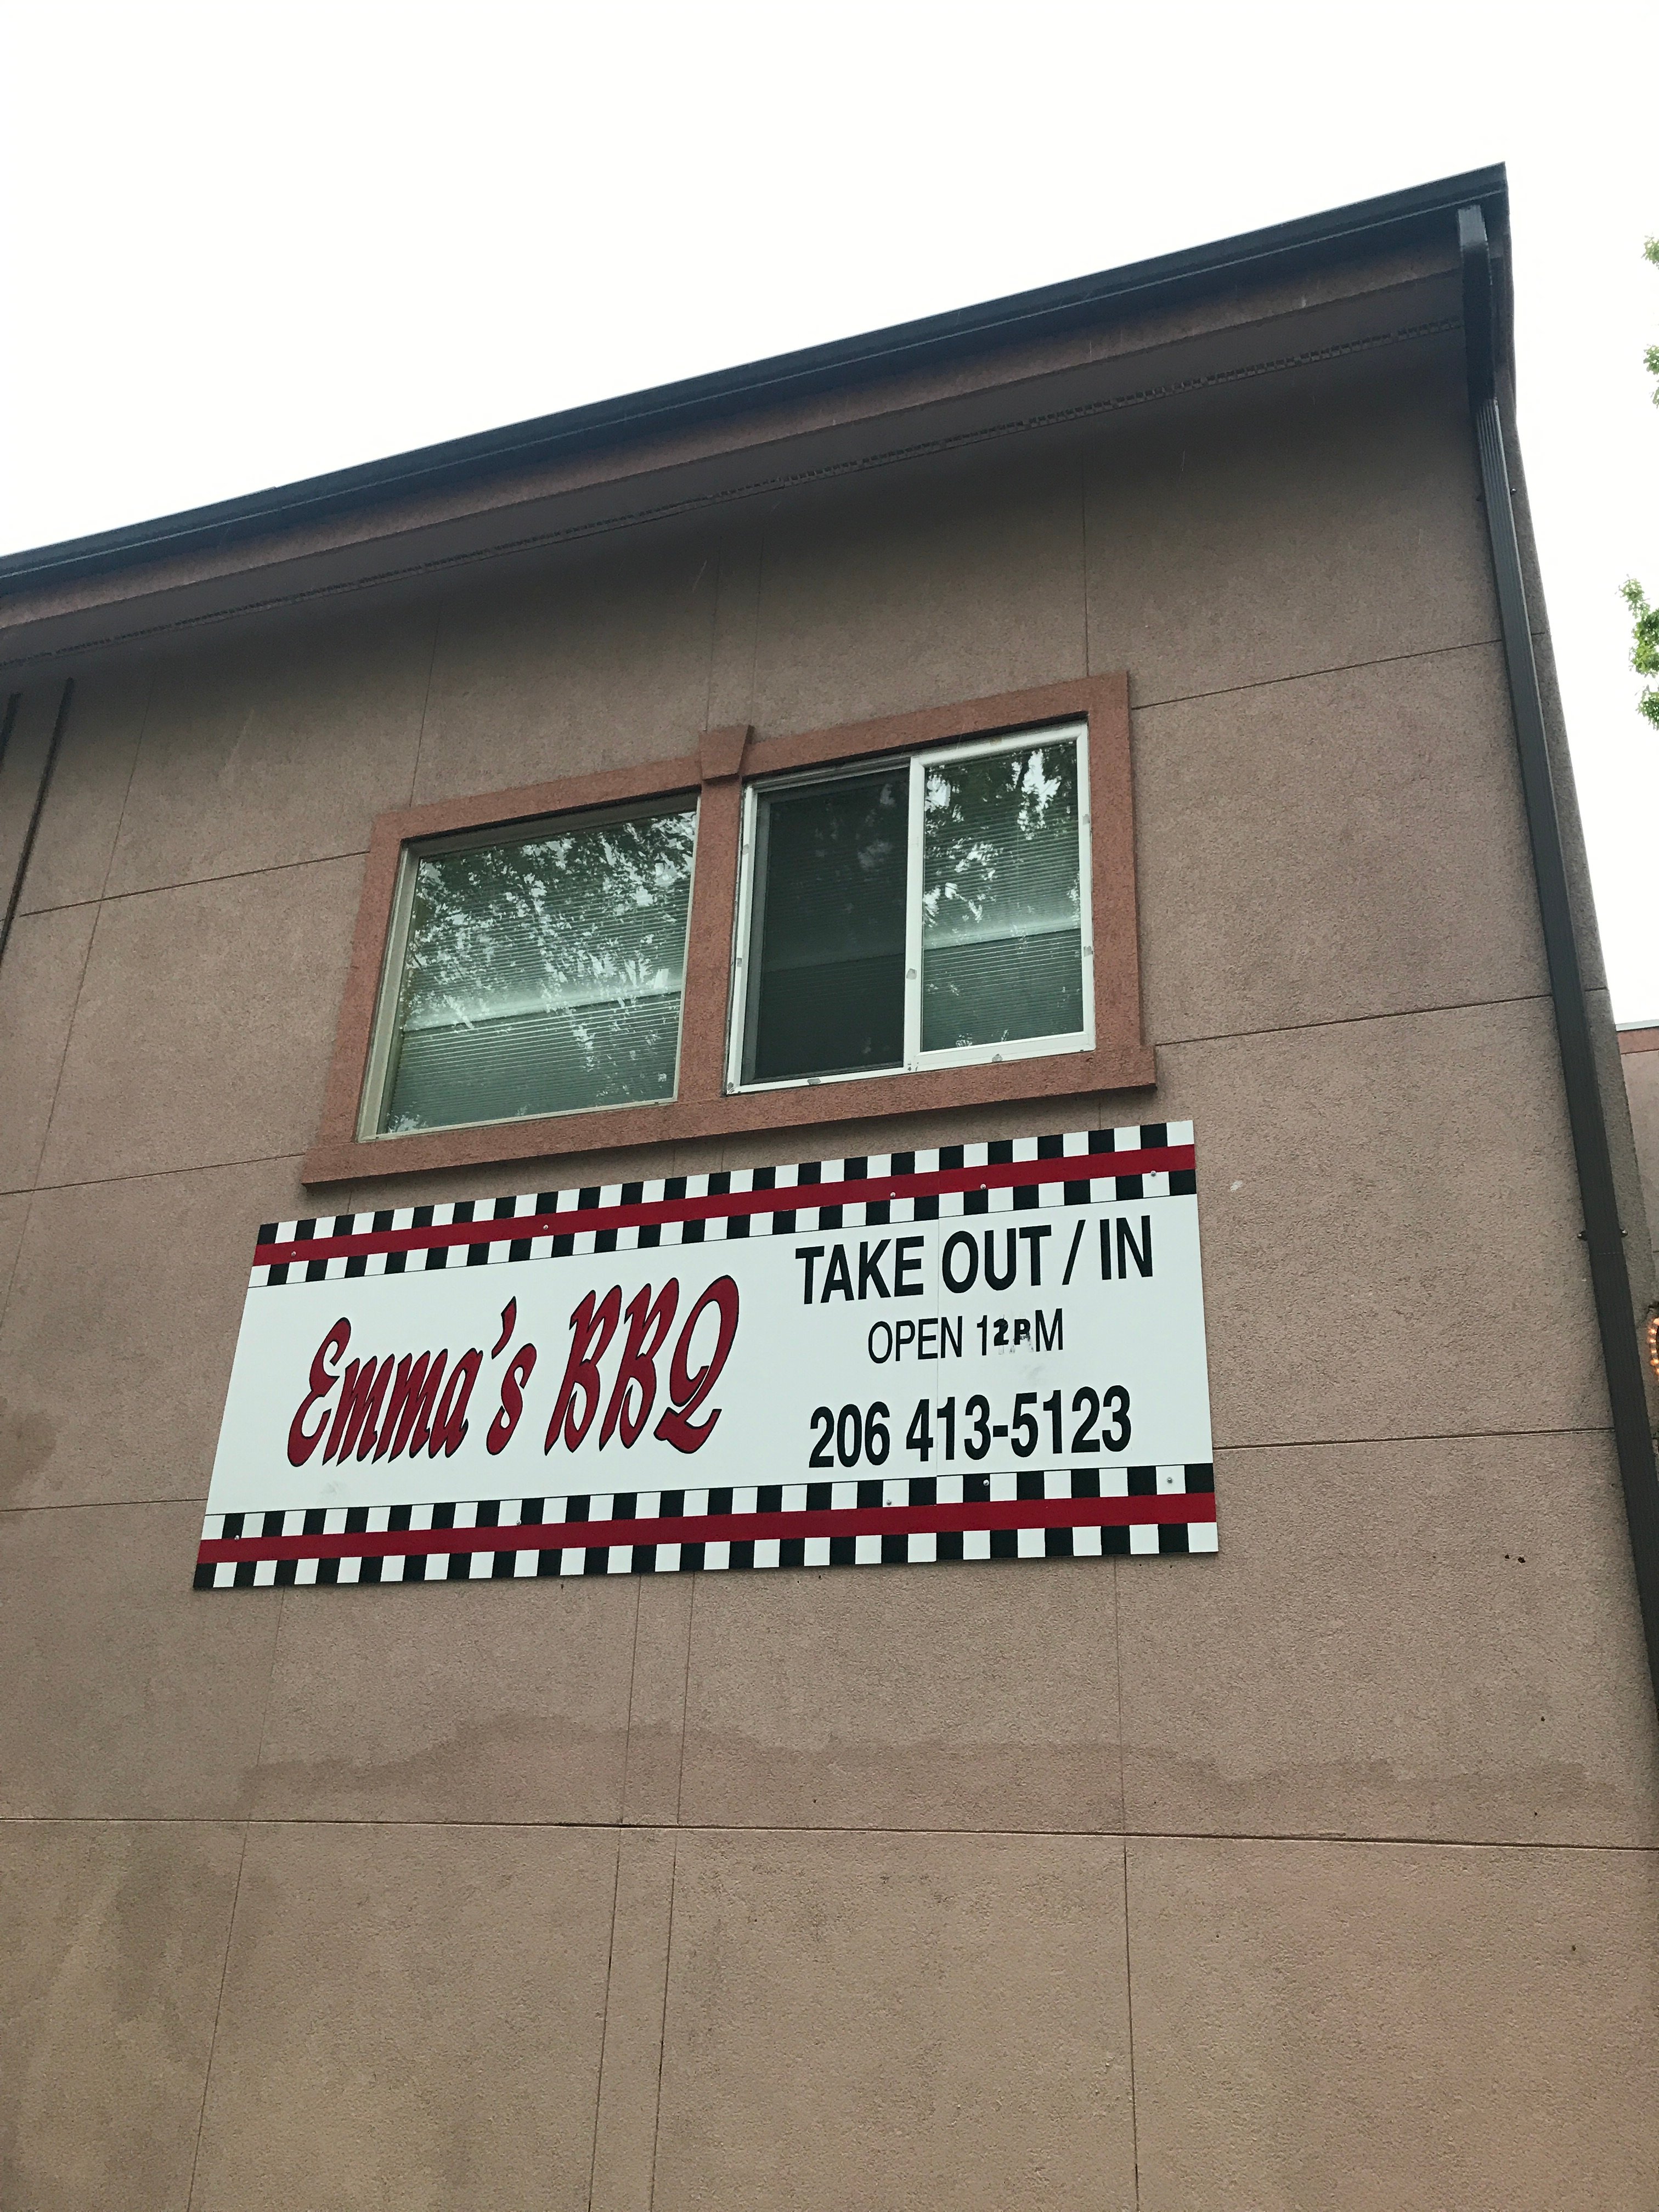 Emma's BBQ
TAKE OUT / IN
OPEN 12PM
206 413-5123